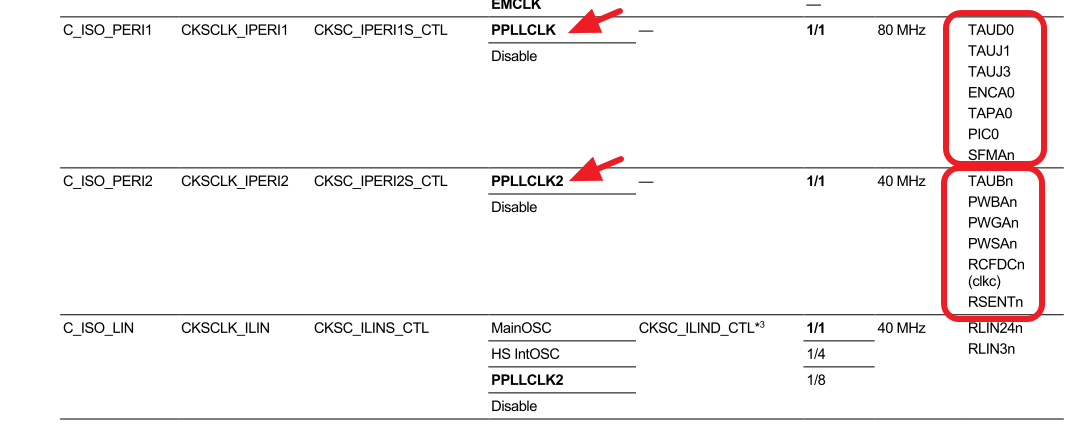 EMCLK —
C_ISO_PERI1 CKSCLK_IPERI1 CKSC_IPERI1S_CTL PPLLCLK — 1/1 80 MHz TAUD0
Disable TAUJ1
TAUJ3
ENCA0
TAPA0
PIC0
SFMAn
C_ISO_PERI2 CKSCLK_IPERI2 CKSC_IPERI2S_CTL PPLLCLK2 — 1/1 40 MHz TAUBn
Disable PWBAn
PWGAn
PWSAn
RCFDCn
(clkc)
RSENTn
C_ISO_LIN CKSCLK_ILIN CKSC_ILINS_CTL MainOSC CKSC_ILIND_CTL*3 1/1 40 MHz RLIN24n
HS IntOSC 1/4 RLIN3n
PPLLCLK2 1/8
Disable